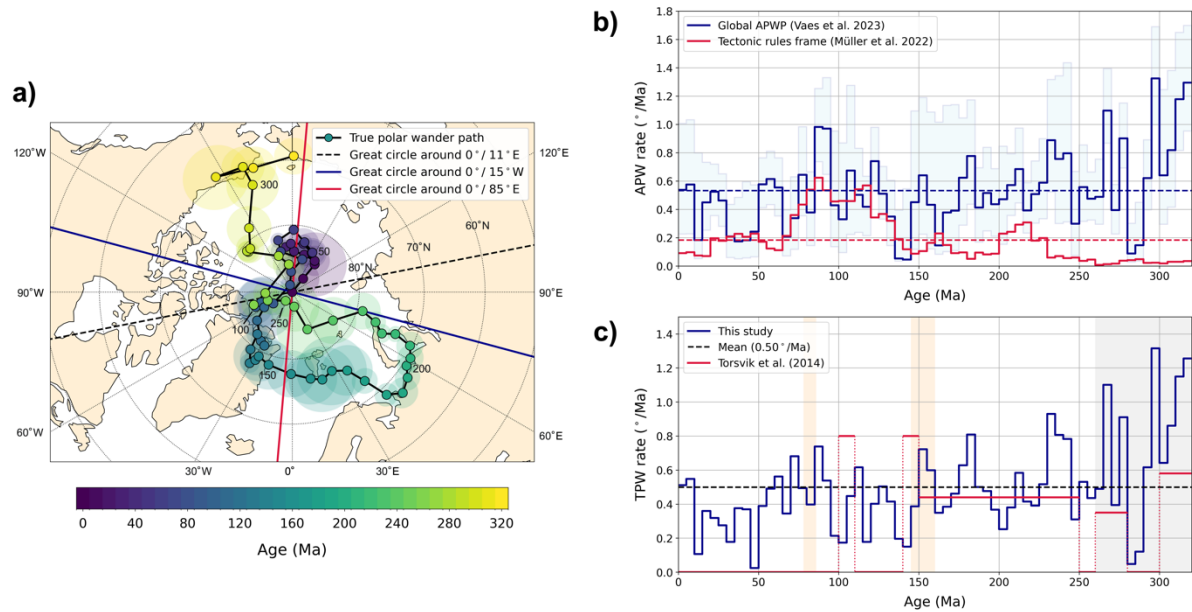 a)
True polar wander path
Great circle around 0˚/ 11˚E
Great circle around 0˚/ 15˚W
Great circle around 0˚/ 85˚E
120°W
120°E
300
50
60°N
70°N
80°N
90°W
90°E
100
250
150
200
60°W
60°E
30°W
0°
30°E
0
40
80
120
160
200
240
280
320
Age (Ma)
b)
Global APWP (Vaes et al. 2023)
Tectonic rules frame (Müller et al. 2022)
APW rate (˚/Ma)
1.8
1.6
1.4
1.2
1.0
0.8
0.6
0.4
0.2
0.0
0
50
100
150
200
250
300
Age (Ma)
c)
This study
Mean (0.50˚/Ma)
Torsvik et al. (2014)
TPW rate (˚/Ma)
1.4
1.2
1.0
0.8
0.6
0.4
0.2
0.0
0
50
100
150
200
250
300
Age (Ma)